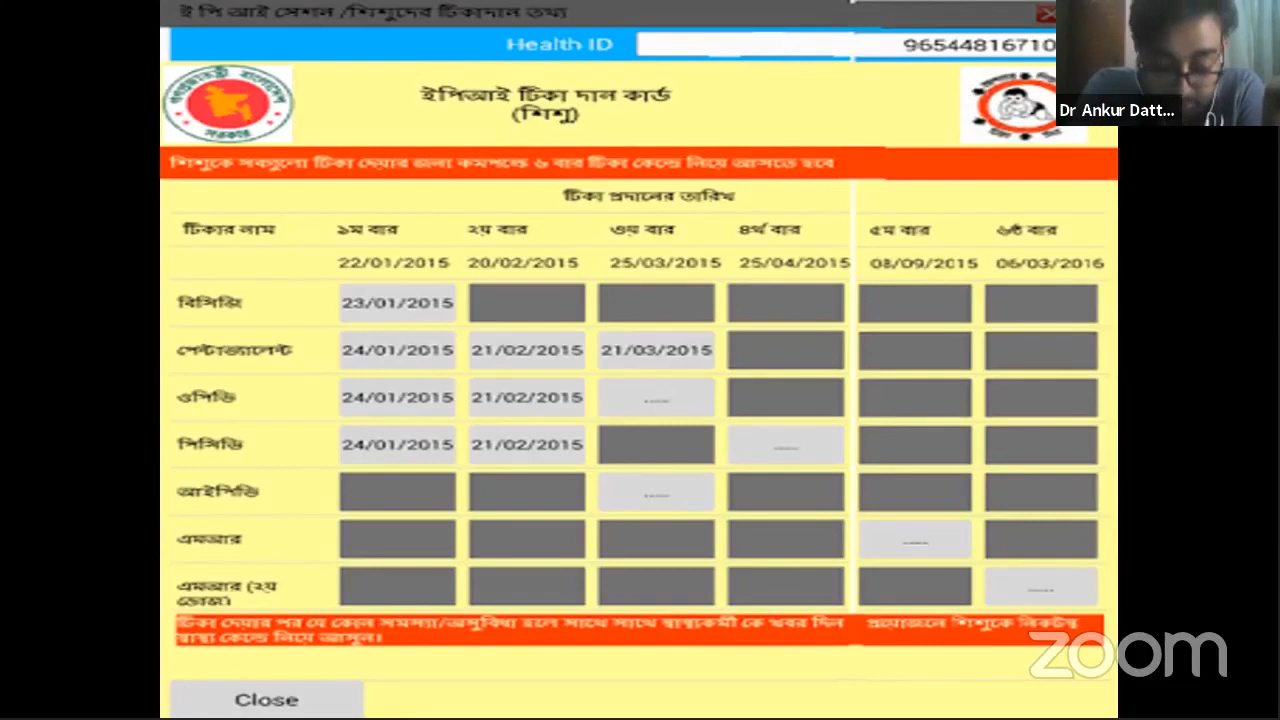 ই পি আই সেশন /শিশুদের টিকাদান তথ্য
Health ID 96544816710
Dr Ankur Datt...
গণপ্রজাতন্ত্রী বাংলাদেশ
সরকার
ইপিআই টিকা দান কার্ড
(শিশু)
শিশুকে সবগুলো টিকা দেয়ার জন্য কমপক্ষে ৬ বার টিকা কেন্দ্রে নিয়ে আসতে হবে
টিকা প্রদানের তারিখ
টিকার নাম ১ম বার ২য় বার ৩য় বার ৪র্থ বার ৫ম বার ৬ষ্ঠ বার
22/01/2015 20/02/2015 25/03/2015 25/04/2015 08/09/2015 06/03/2016
বিসিজি 23/01/2015
পেন্টাভ্যালেন্ট 24/01/2015 21/02/2015 21/03/2015
ওপিভি 24/01/2015 21/02/2015
পিসিভি 24/01/2015 21/02/2015
আইপিভি
এমআর
এমআর (২য়
ডোজ)
টিকা দেয়ার পর যে কোন সমস্যা/অসুবিধা হলে সাথে সাথে স্বাস্থ্যকর্মী কে খবর দিন প্রয়োজনে শিশুকে নিকটস্থ
স্বাস্থ্য কেন্দ্রে নিয়ে আসুন।
zoom
Close